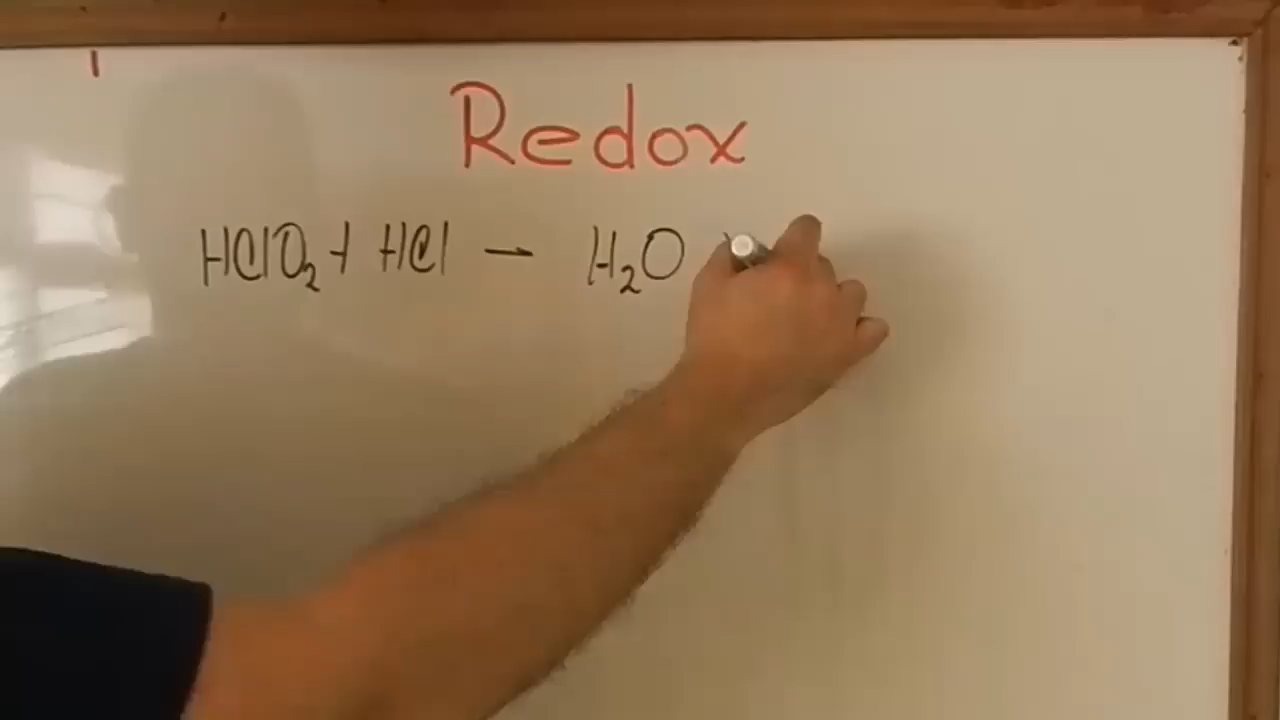 Redox
HClO₂ + HCl → H₂O